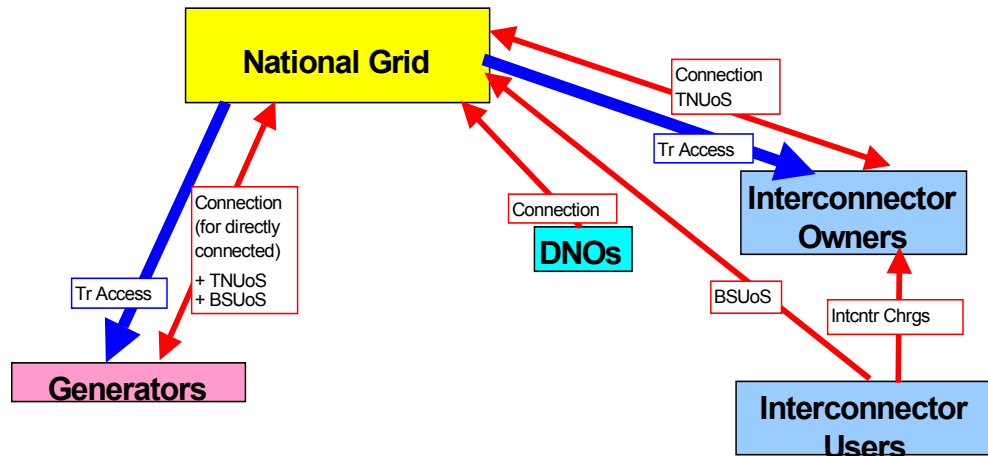 National Grid
Connection
TNUoS
Tr Access
Connection
(for directly
connected)
+ TNUoS
+ BSUoS
Connection
Interconnector
Owners
DNOs
Tr Access
BSUoS
Intcntr Chrgs
Generators
Interconnector
Users